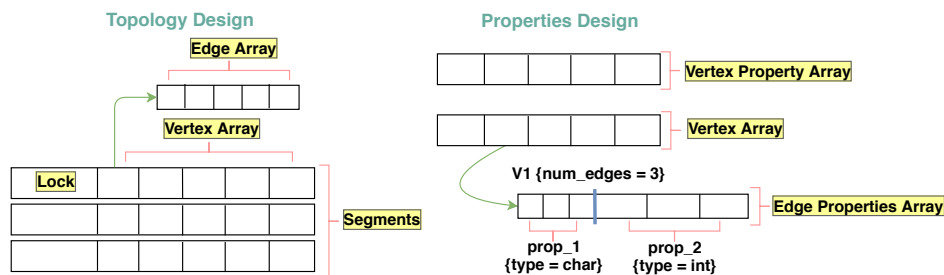 Topology Design
Edge Array
Vertex Array
Lock
Segments
Properties Design
Vertex Property Array
Vertex Array
V1 {num_edges = 3}
Edge Properties Array
prop_1
{type = char}
prop_2
{type = int}